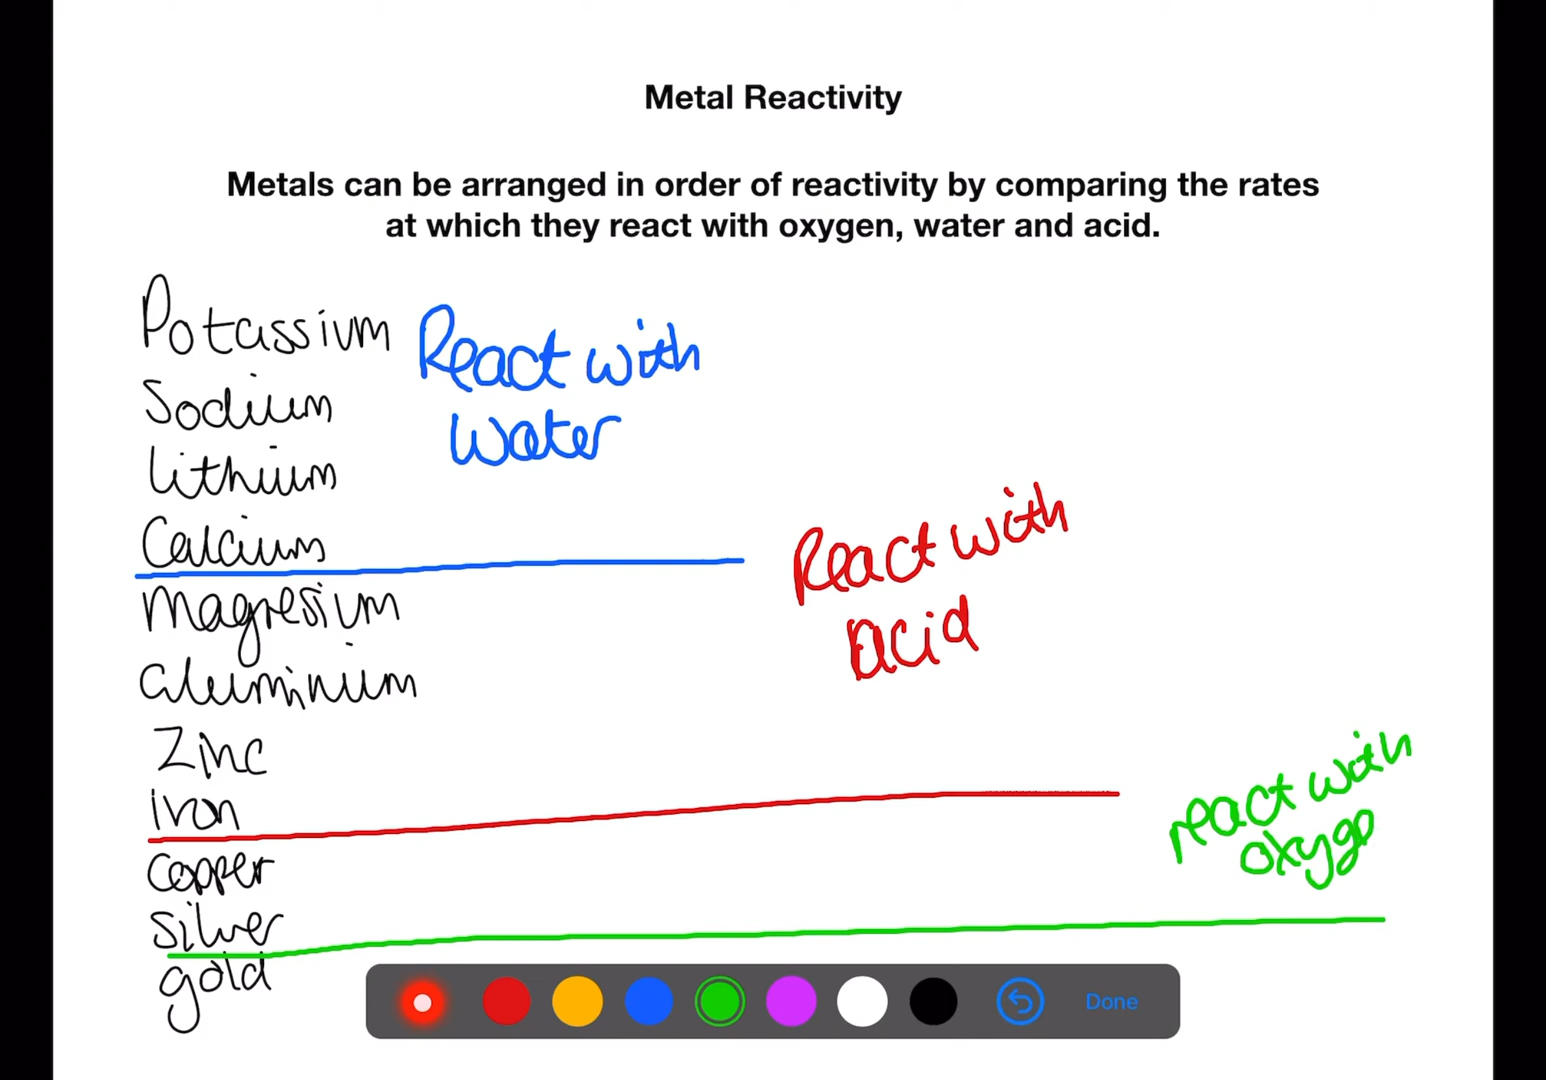 Metal Reactivity
Metals can be arranged in order of reactivity by comparing the rates
at which they react with oxygen, water and acid.
Potassium
Sodium
Lithium
Calcium
Magnesium
aluminium
Zinc
iron
copper
silver
gold
React with
water
React with
acid
react with
oxyge
Done